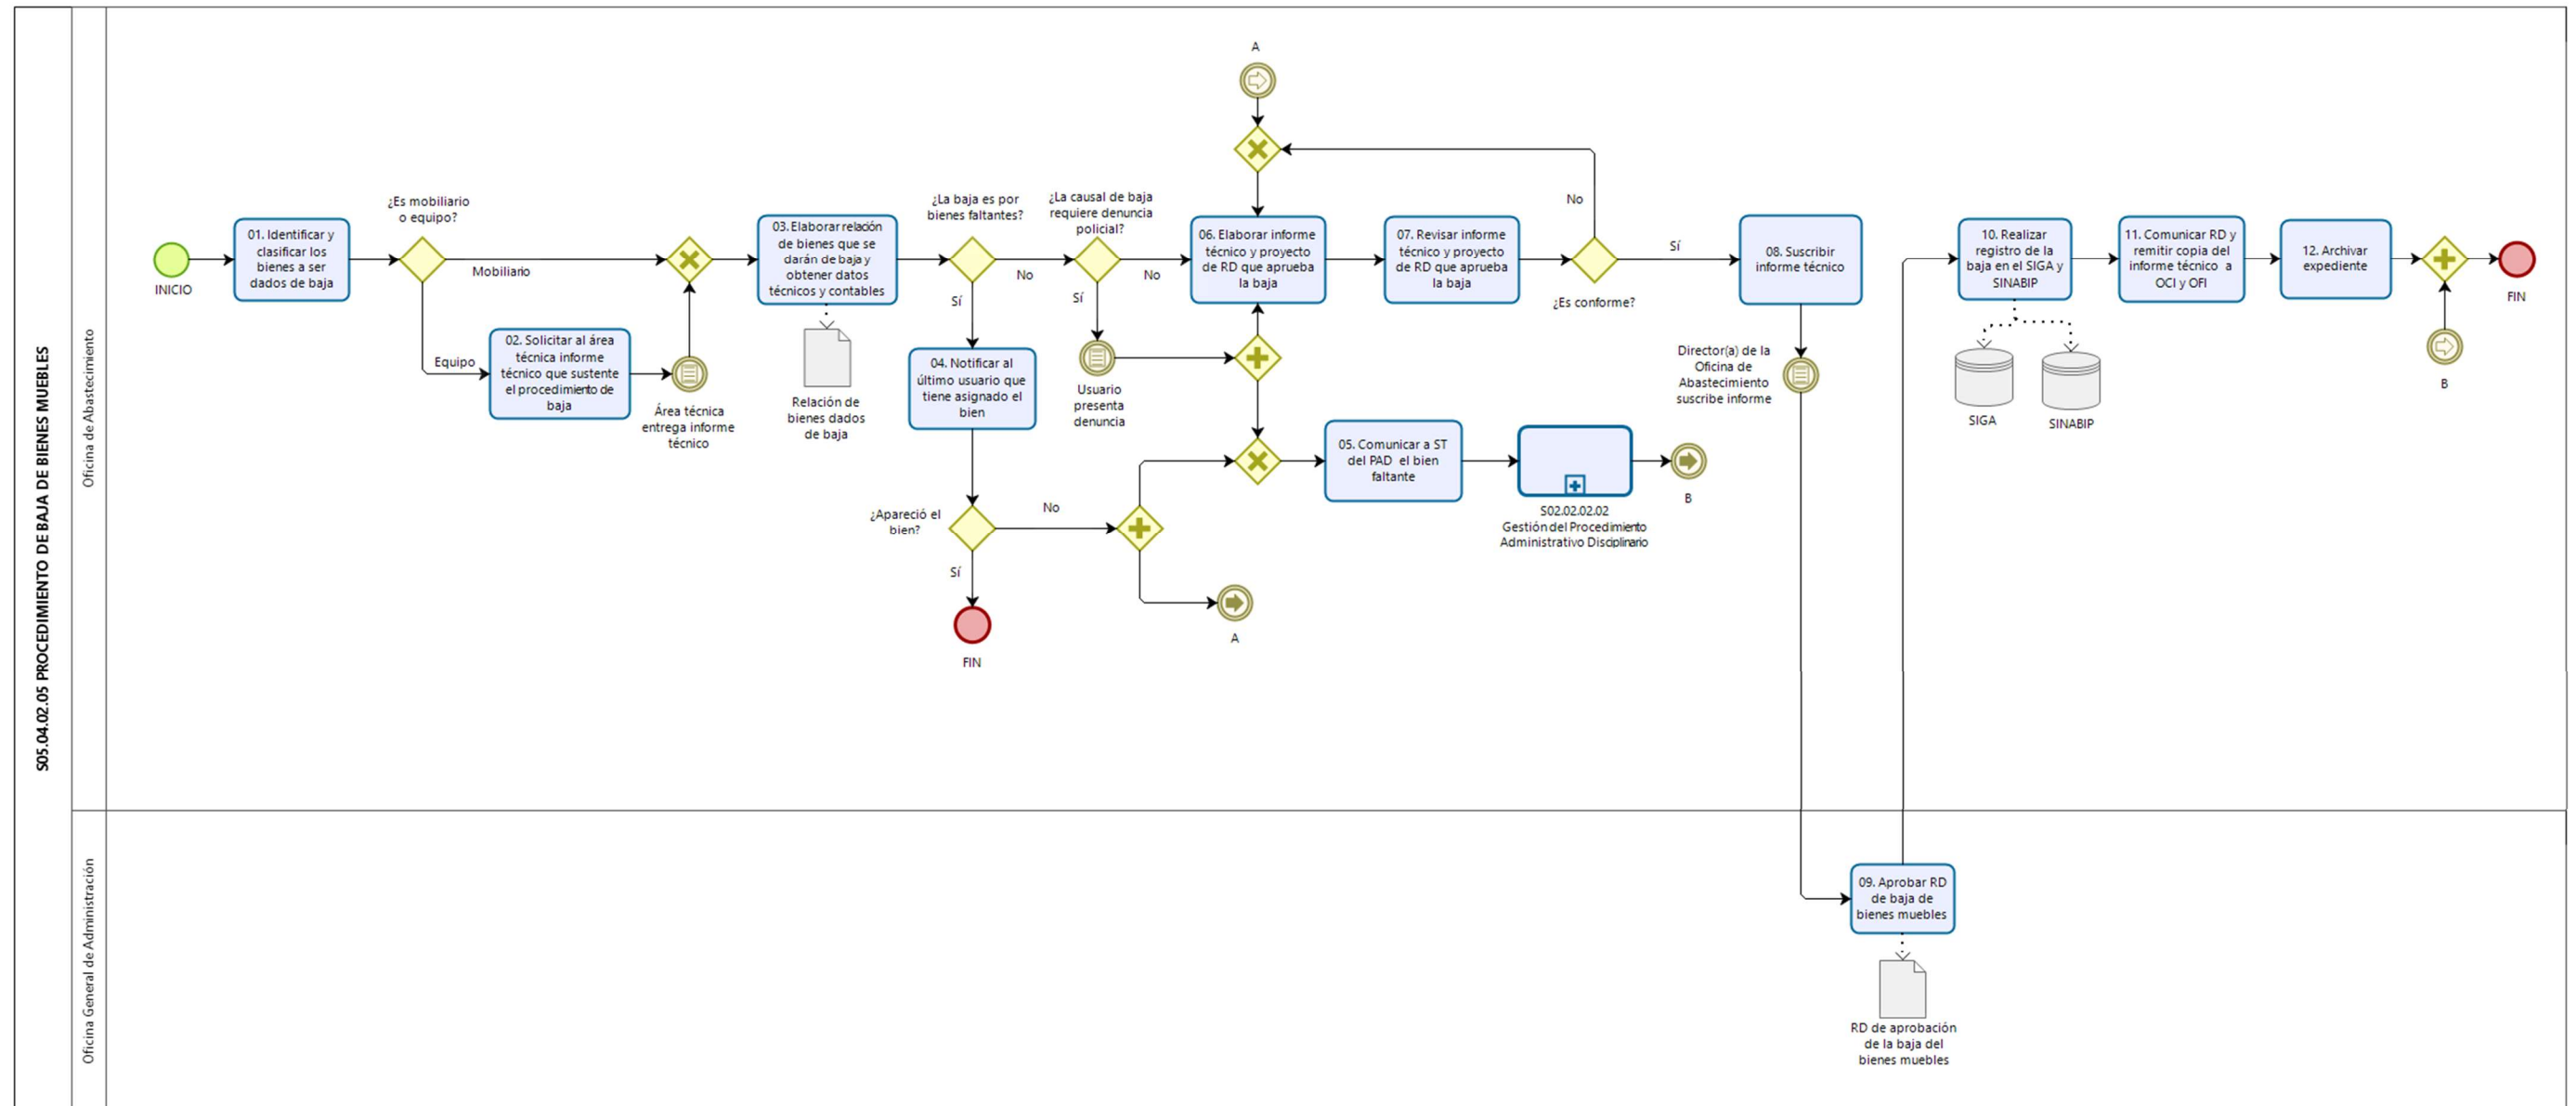 S05.04.02.05 PROCEDIMIENTO DE BAJA DE BIENES MUEBLES
Oficina de Abastecimiento
INICIO
01. Identificar y
clasificar los
bienes a ser
dados de baja
¿Es mobiliario
o equipo?
Mobiliario
Equipo
02. Solicitar al área
técnica informe
técnico que sustente
el procedimiento de
baja
Área técnica
entrega informe
técnico
03. Elaborar relación
de bienes que se
darán de baja y
obtener datos
técnicos y contables
Relación de
bienes dados
de baja
¿La baja es por
bienes faltantes?
No
Sí
04. Notificar al
último usuario que
tiene asignado el
bien
¿Apareció el
bien?
No
Sí
FIN
¿La causal de baja
requiere denuncia
policial?
No
Sí
Usuario
presenta
denuncia
A
A
06. Elaborar informe
técnico y proyecto
de RD que aprueba
la baja
07. Revisar informe
técnico y proyecto
de RD que aprueba
la baja
No
¿Es conforme?
Sí
05. Comunicar a ST
del PAD el bien
faltante
S02.02.02.02
Gestión del Procedimiento
Administrativo Disciplinario
B
08. Suscribir
informe técnico
Director(a) de la
Oficina de
Abastecimiento
suscribe informe
10. Realizar
registro de la
baja en el SIGA y
SINABIP
SIGA
SINABIP
11. Comunicar RD y
remitir copia del
informe técnico a
OCI y OFI
12. Archivar
expediente
B
FIN
Oficina General de Administración
09. Aprobar RD
de baja de
bienes muebles
RD de aprobación
de la baja del
bienes muebles